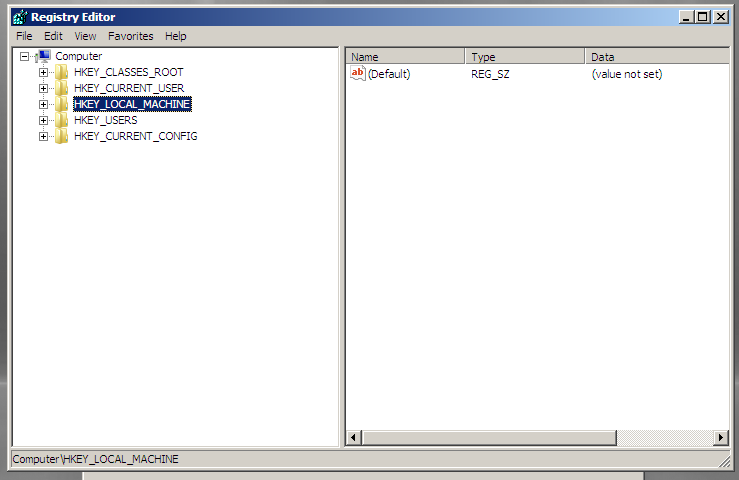 Registry Editor
File Edit View Favorites Help
Computer
HKEY_CLASSES_ROOT
HKEY_CURRENT_USER
HKEY_LOCAL_MACHINE
HKEY_USERS
HKEY_CURRENT_CONFIG
Name Type Data
ab (Default) REG_SZ (value not set)
Computer\HKEY_LOCAL_MACHINE